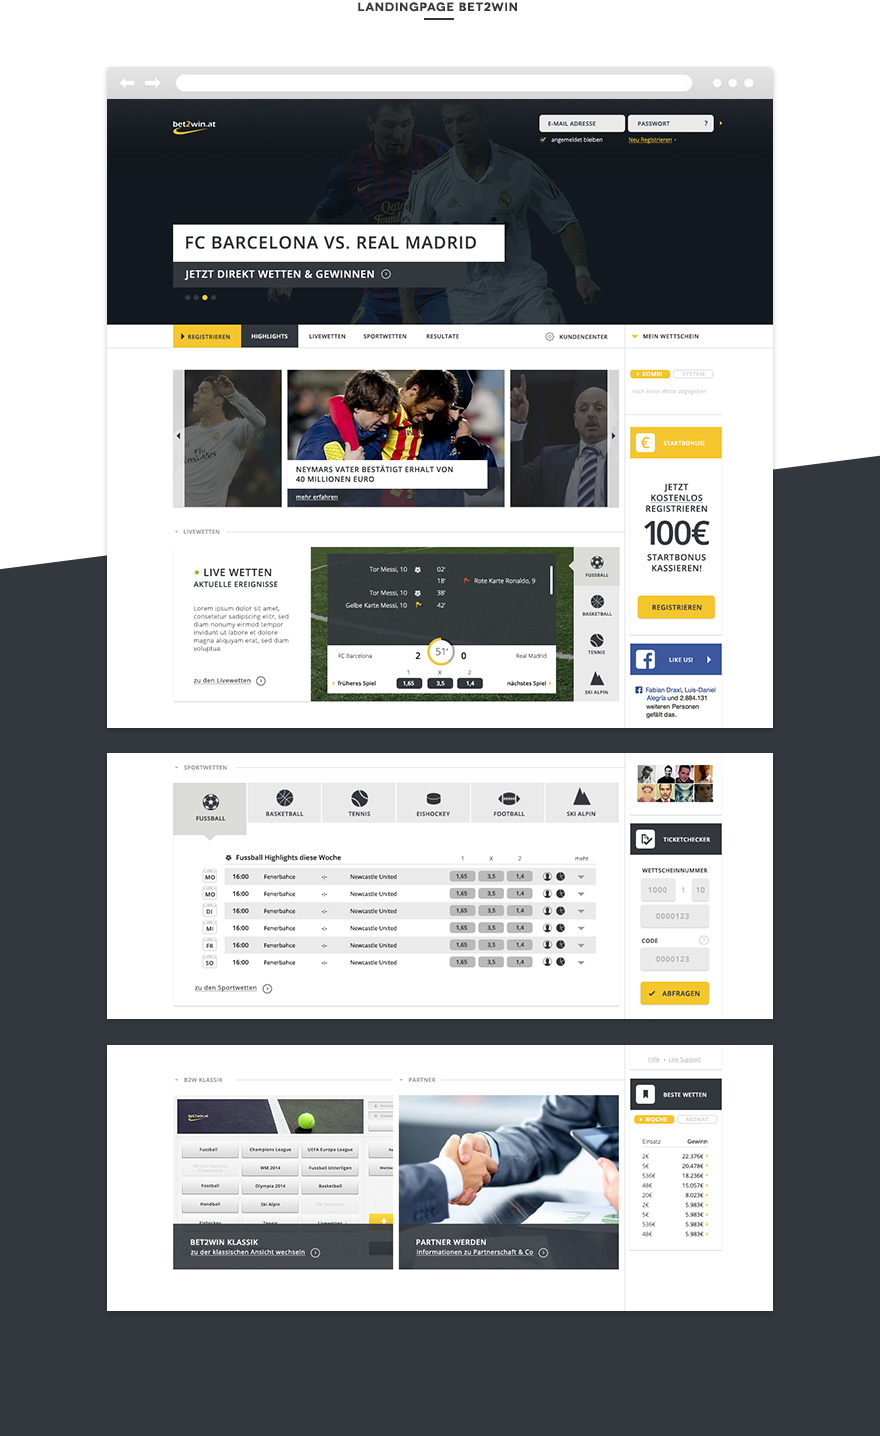 LANDINGPAGE BET2WIN
bet2win.at
E-MAIL ADRESSE
PASSWORT ?
angemeldet bleiben
Neu Registrieren
FC BARCELONA VS. REAL MADRID
JETZT DIREKT WETTEN & GEWINNEN
REGISTRIEREN
HIGHLIGHTS
LIVEWETTEN
SPORTWETTEN
RESULTATE
KUNDENCENTER
MEIN WETTSCHEIN
KOMBI
SYSTEM
noch keine Wette abgegeben
NEYMARS VATER BESTÄTIGT ERHALT VON
40 MILLIONEN EURO
mehr erfahren
€ STARTBONUS!
JETZT
KOSTENLOS
REGISTRIEREN
100€
STARTBONUS
KASSIEREN!
REGISTRIEREN
LIVEWETTEN
LIVE WETTEN
AKTUELLE EREIGNISSE
Lorem ipsum dolor sit amet,
consetetur sadipscing elitr, sed
diam nonumy eirmod tempor
invidunt ut labore et dolore
magna aliquyam erat, sed diam
voluptua.
zu den Livewetten
Tor Messi, 10 02'
18' Rote Karte Ronaldo, 9
Tor Messi, 10 38'
Gelbe Karte Messi, 10 42'
FC Barcelona 2 51' 0 Real Madrid
1 X 2
früheres Spiel 1,65 3,5 1,4 nächstes Spiel
FUSSBALL
BASKETBALL
TENNIS
SKI ALPIN
LIKE US!
Fabian Draxl, Luis-Daniel
Alegria und 2.884.131
weiteren Personen
gefällt das.
SPORTWETTEN
FUSSBALL
BASKETBALL
TENNIS
EISHOCKEY
FOOTBALL
SKI ALPIN
Fussball Highlights diese Woche 1 X 2 mehr
MO 16:00 Fenerbahce -:- Newcastle United 1,65 3,5 1,4
MO 16:00 Fenerbahce -:- Newcastle United 1,65 3,5 1,4
DI 16:00 Fenerbahce -:- Newcastle United 1,65 3,5 1,4
MI 16:00 Fenerbahce -:- Newcastle United 1,65 3,5 1,4
FR 16:00 Fenerbahce -:- Newcastle United 1,65 3,5 1,4
SO 16:00 Fenerbahce -:- Newcastle United 1,65 3,5 1,4
zu den Sportwetten
TICKETCHECKER
WETTSCHEINNUMMER
1000 1 10
0000123
CODE ?
0000123
ABFRAGEN
B2W KLASSIK
bet2win.at
Fussball
Champions League
UEFA Europa League
WM 2014
Fussball Unterligen
Football
Olympia 2014
Basketball
Handball
Ski Alpin
Eishockey
Tennis
Livewetten
BET2WIN KLASSIK
zu der klassischen Ansicht wechseln
PARTNER
PARTNER WERDEN
Informationen zu Partnerschaft & Co
Hilfe • Live Support
BESTE WETTEN
WOCHE
MONAT
Einsatz Gewinn
2€ 22.376€
5€ 20.478€
536€ 18.236€
48€ 15.057€
20€ 8.023€
2€ 5.983€
5€ 5.983€
536€ 5.983€
48€ 5.983€